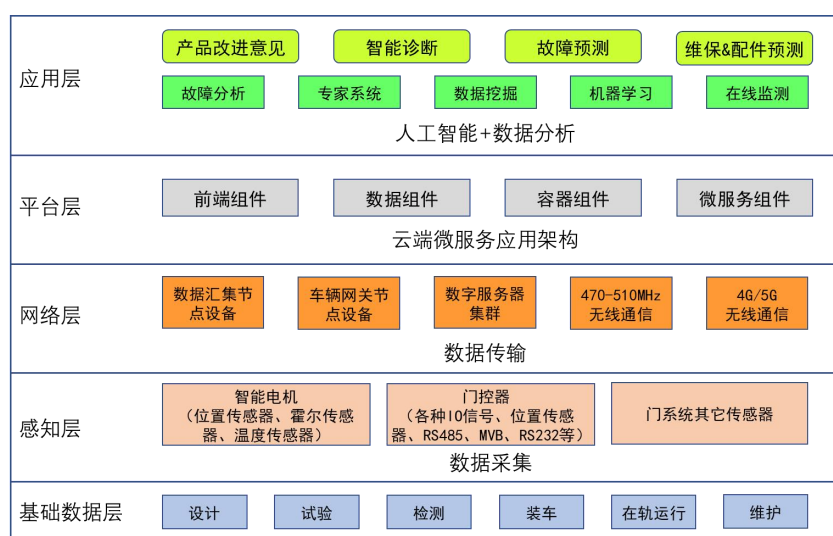 应用层
产品改进意见
智能诊断
故障预测
维保&配件预测
故障分析
专家系统
数据挖掘
机器学习
在线监测
人工智能+数据分析
平台层
前端组件
数据组件
容器组件
微服务组件
云端微服务应用架构
网络层
数据汇集节
点设备
车辆网关节
点设备
数字服务器
集群
470-510MHz
无线通信
4G/5G
无线通信
数据传输
感知层
智能电机
（位置传感器、霍尔传感
器、温度传感器）
门控器
（各种IO信号、位置传感
器、RS485、MVB、RS232等）
门系统其它传感器
数据采集
基础数据层
设计
试验
检测
装车
在轨运行
维护